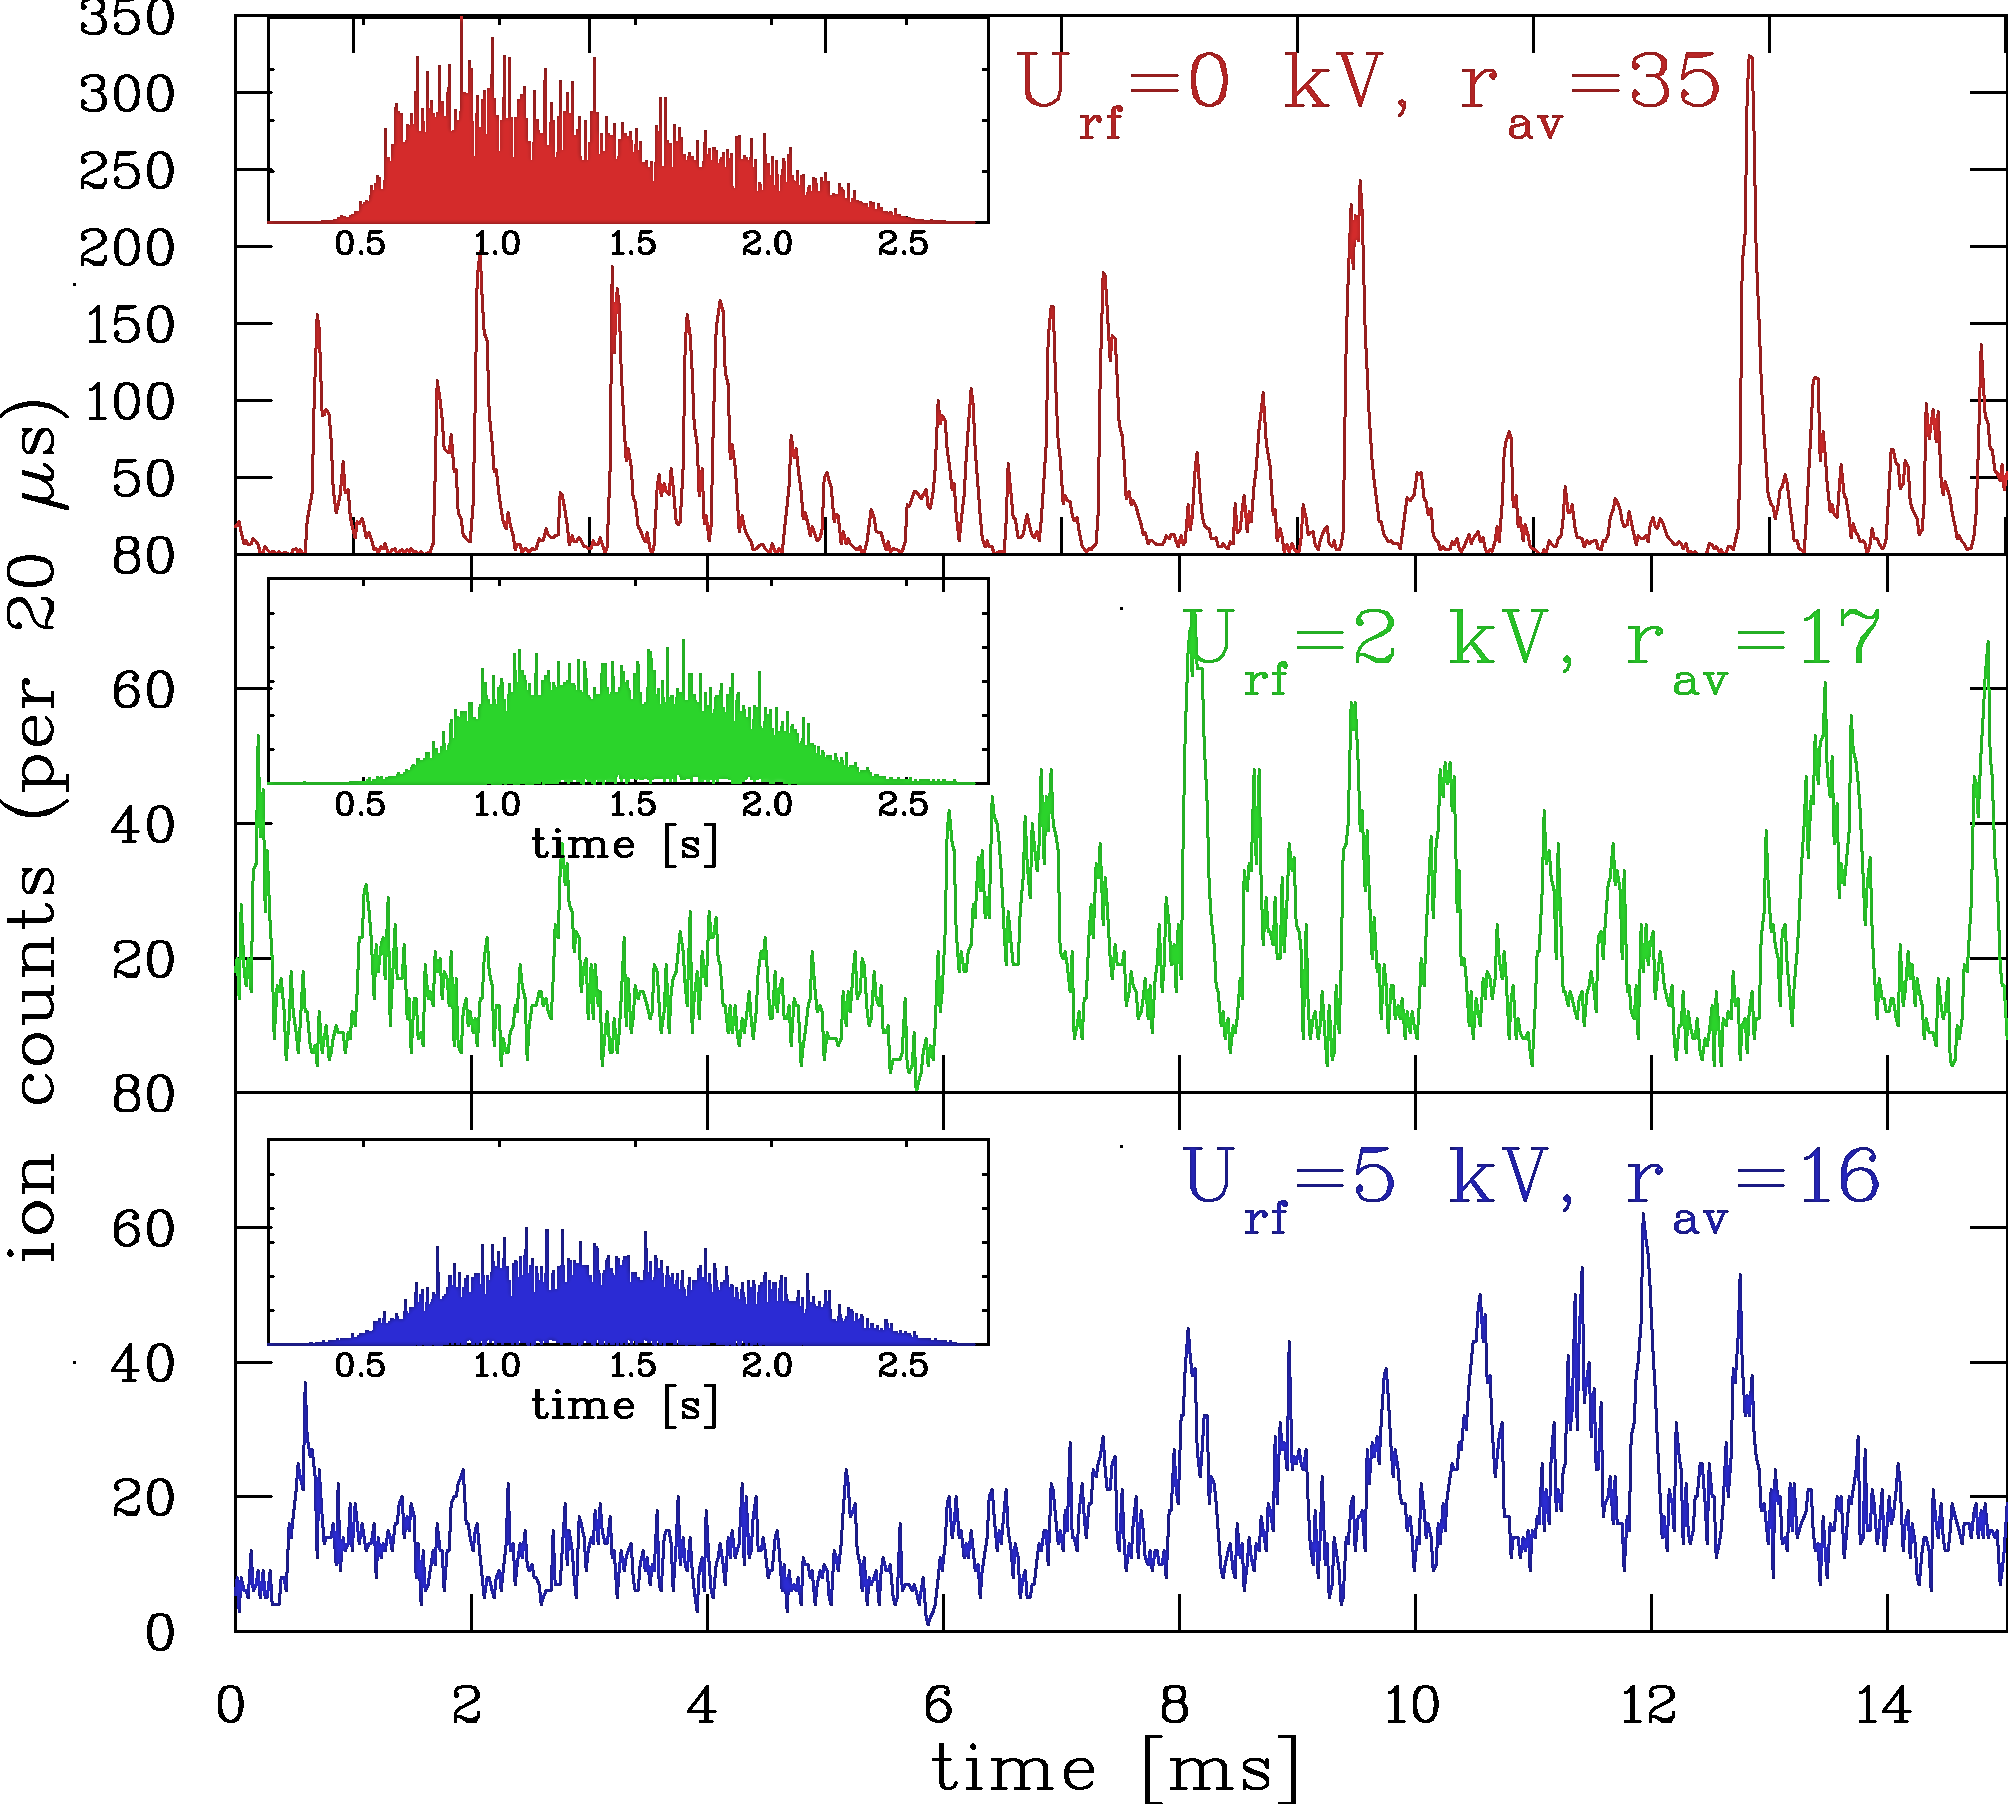 ion counts (per 20 μs)
350
300
250
200
150
100
50
U_rf=0 kV, r_av=35
0.5 1.0 1.5 2.0 2.5
80
60
40
20
U_rf=2 kV, r_av=17
0.5 1.0 1.5 2.0 2.5
time [s]
80
60
40
20
0
U_rf=5 kV, r_av=16
0.5 1.0 1.5 2.0 2.5
time [s]
0 2 4 6 8 10 12 14
time [ms]